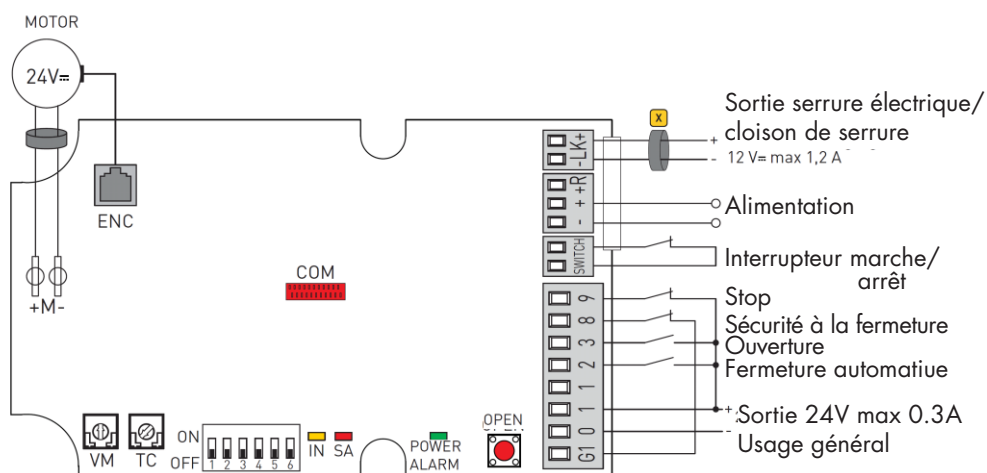 MOTOR
24V=
ENC
+M-
COM
X
-LK+
+
-
Sortie serrure électrique/
cloison de serrure
12 V= max 1,2 A
- + +R
Alimentation
SWITCH
Interrupteur marche/
arrêt
9
Stop
8
Sécurité à la fermeture
3
Ouverture
2
Fermeture automatiue
1
1
+
Sortie 24V max 0.3A
0
-
Usage général
G1
VM
TC
ON
OFF
1 2 3 4 5 6
IN SA
POWER
ALARM
OPEN